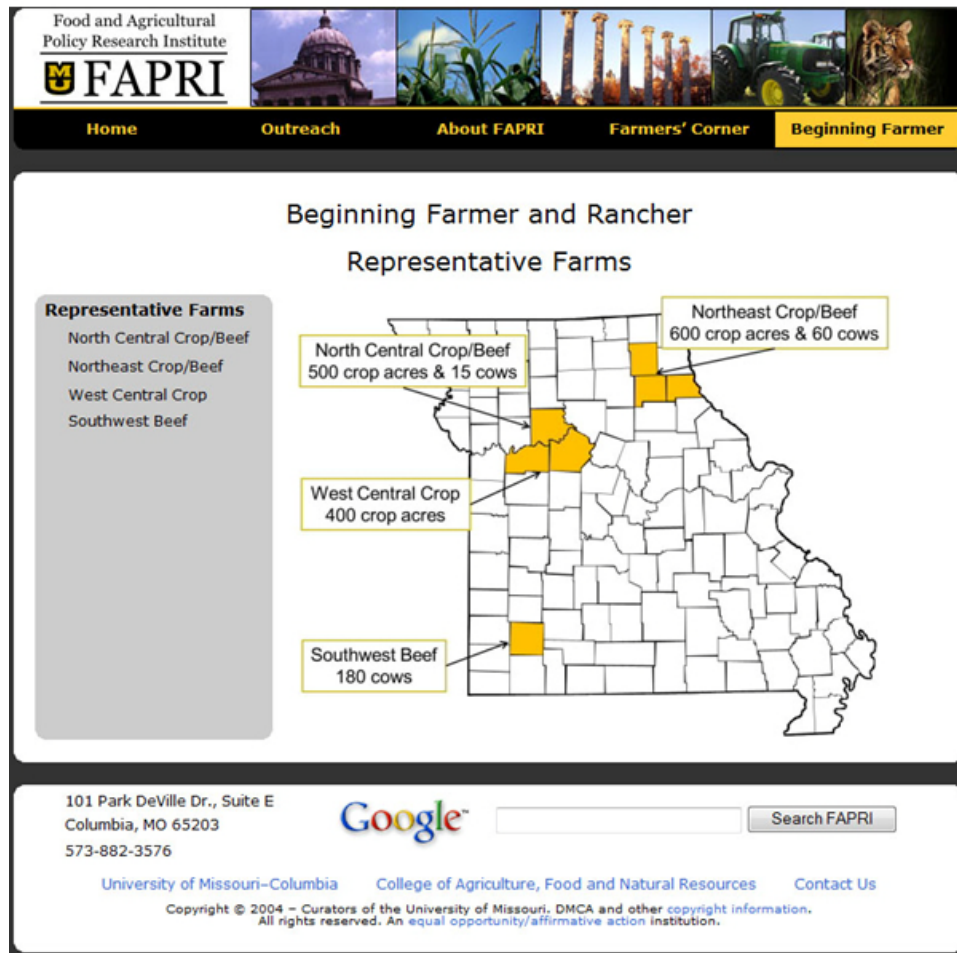 Food and Agricultural
Policy Research Institute
MU
FAPRI
Home
Outreach
About FAPRI
Farmers' Corner
Beginning Farmer
Beginning Farmer and Rancher
Representative Farms
Representative Farms
North Central Crop/Beef
Northeast Crop/Beef
West Central Crop
Southwest Beef
Northeast Crop/Beef
600 crop acres & 60 cows
North Central Crop/Beef
500 crop acres & 15 cows
West Central Crop
400 crop acres
Southwest Beef
180 cows
101 Park DeVille Dr., Suite E
Columbia, MO 65203
573-882-3576
Google™
Search FAPRI
University of Missouri–Columbia
College of Agriculture, Food and Natural Resources
Contact Us
Copyright © 2004 – Curators of the University of Missouri. DMCA and other copyright information.
All rights reserved. An equal opportunity/affirmative action institution.